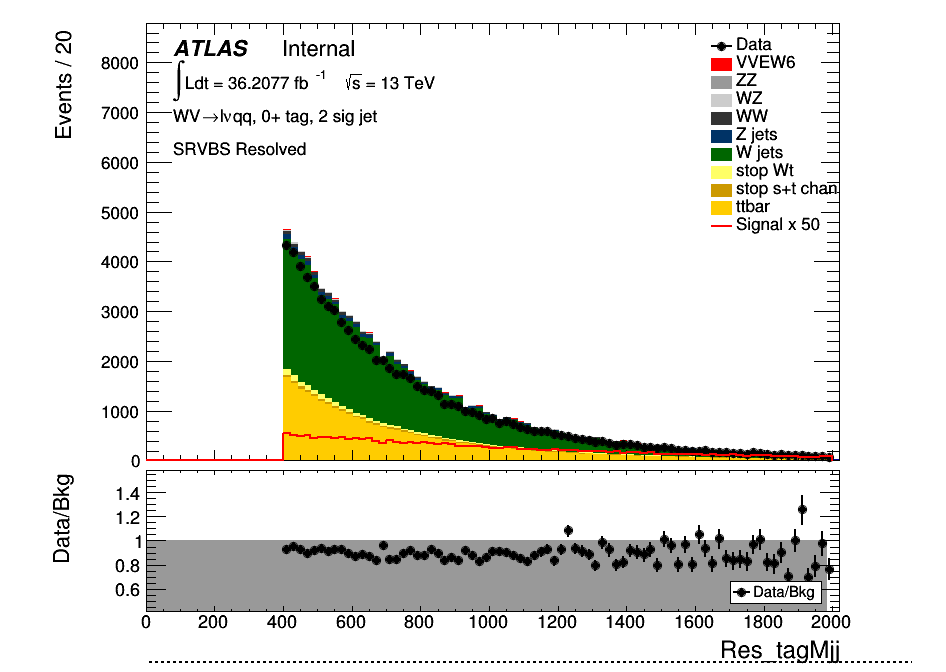 ATLAS Internal
∫Ldt = 36.2077 fb⁻¹ √s = 13 TeV
WV→lνqq, 0+ tag, 2 sig jet
SRVBS Resolved
Data
VVEW6
ZZ
WZ
WW
Z jets
W jets
stop Wt
stop s+t chan
ttbar
Signal x 50
Events / 20
8000
7000
6000
5000
4000
3000
2000
1000
0
Data/Bkg
1.4
1.2
1
0.8
0.6
Data/Bkg
0 200 400 600 800 1000 1200 1400 1600 1800 2000
Res_tagMjj